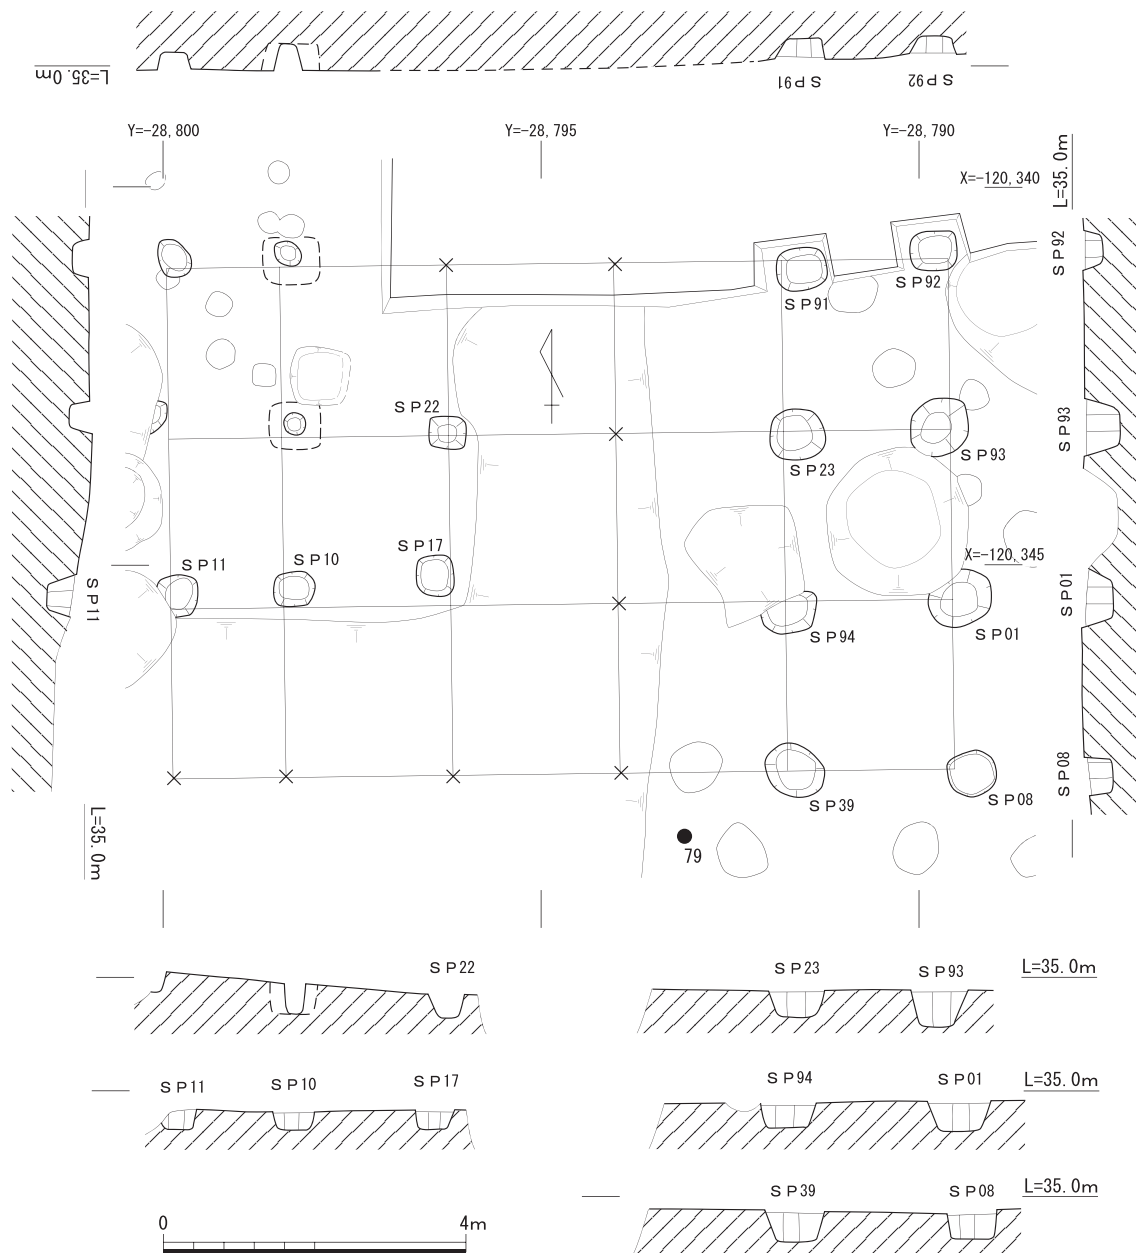 L=35.0m
SP91
SP92
Y=-28,800
Y=-28,795
Y=-28,790
X=-120,340
L=35.0m
SP92
SP91
SP92
SP22
SP93
SP23
SP93
SP17
SP10
SP11
X=-120,345
SP11
SP01
SP94
SP01
SP39
SP08
SP08
L=35.0m
79
SP22
SP23
SP93
L=35.0m
SP11
SP10
SP17
SP94
SP01
L=35.0m
SP39
SP08
L=35.0m
0
4m